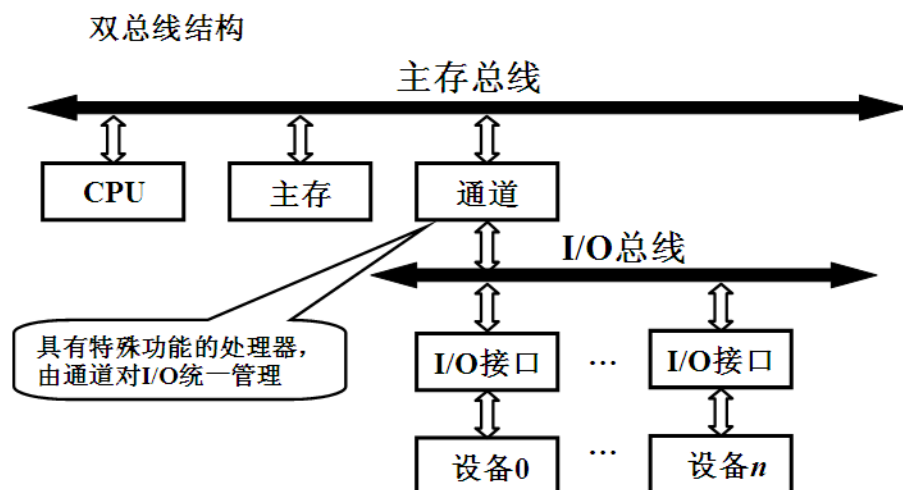 双总线结构
主存总线
CPU
主存
通道
I/O总线
具有特殊功能的处理器，
由通道对I/O统一管理
I/O接口
…
I/O接口
设备0
…
设备n